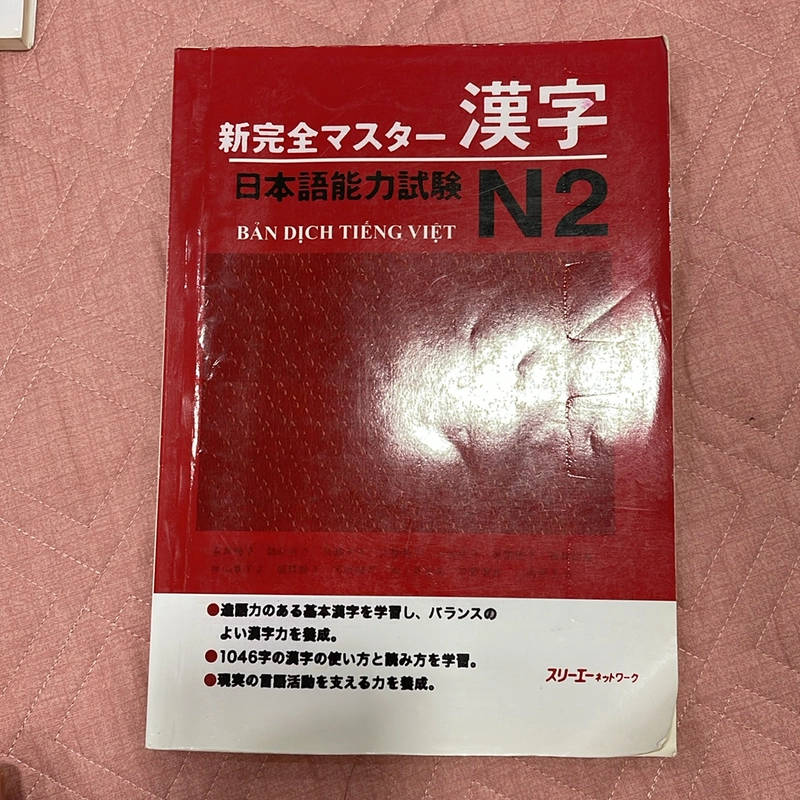 新完全マスター 漢字
日本語能力試験 N2
BẢN DỊCH TIẾNG VIỆT
●造語力のある基本漢字を学習し、バランスの
よい漢字力を養成。
●1046字の漢字の使い方と読み方を学習。
●現実の言語活動を支える力を養成。
スリーエーネットワーク